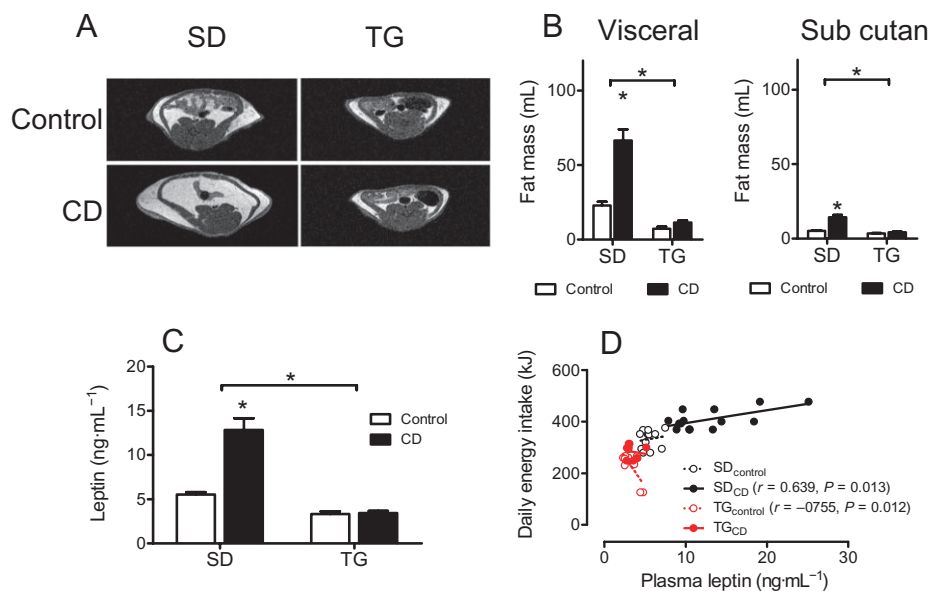 A
SD
TG
Control
CD
B
Visceral
Sub cutan
Fat mass (mL)
100
50
0
*
*
SD
TG
Control
CD
Fat mass (mL)
100
50
0
*
*
SD
TG
Control
CD
C
Leptin (ng·mL−1)
20
15
10
5
0
*
*
Control
CD
SD
TG
D
Daily energy intake (kJ)
600
400
200
0
SDcontrol
SDCD (r = 0.639, P = 0.013)
TGcontrol (r = −0755, P = 0.012)
TGCD
0
10
20
30
Plasma leptin (ng·mL−1)